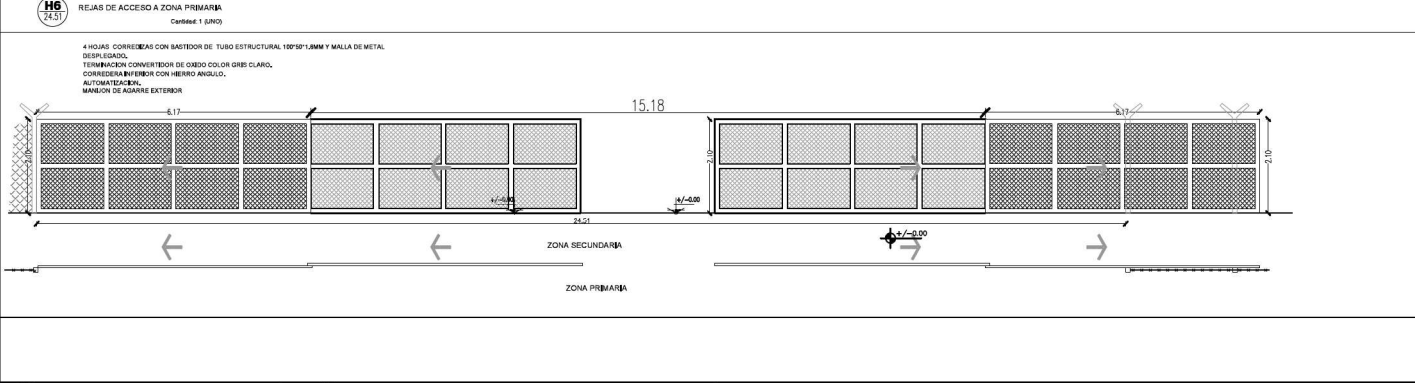 H6
24.51
REJAS DE ACCESO A ZONA PRIMARIA
Cantidad: 1 (UNO)
4 HOJAS CORREDIZAS CON BASTIDOR DE TUBO ESTRUCTURAL 100*50*1,6MM Y MALLA DE METAL
DESPLEGADO.
TERMINACION CONVERTIDOR DE OXIDO COLOR GRIS CLARO.
CORREDERA INFERIOR CON HIERRO ANGULO.
AUTOMATIZACION.
MANIJON DE AGARRE EXTERIOR
6.17
15.18
6.17
2.10
2.10
2.10
+/-0.00
+/-0.00
24.51
+/-0.00
ZONA SECUNDARIA
ZONA PRIMARIA